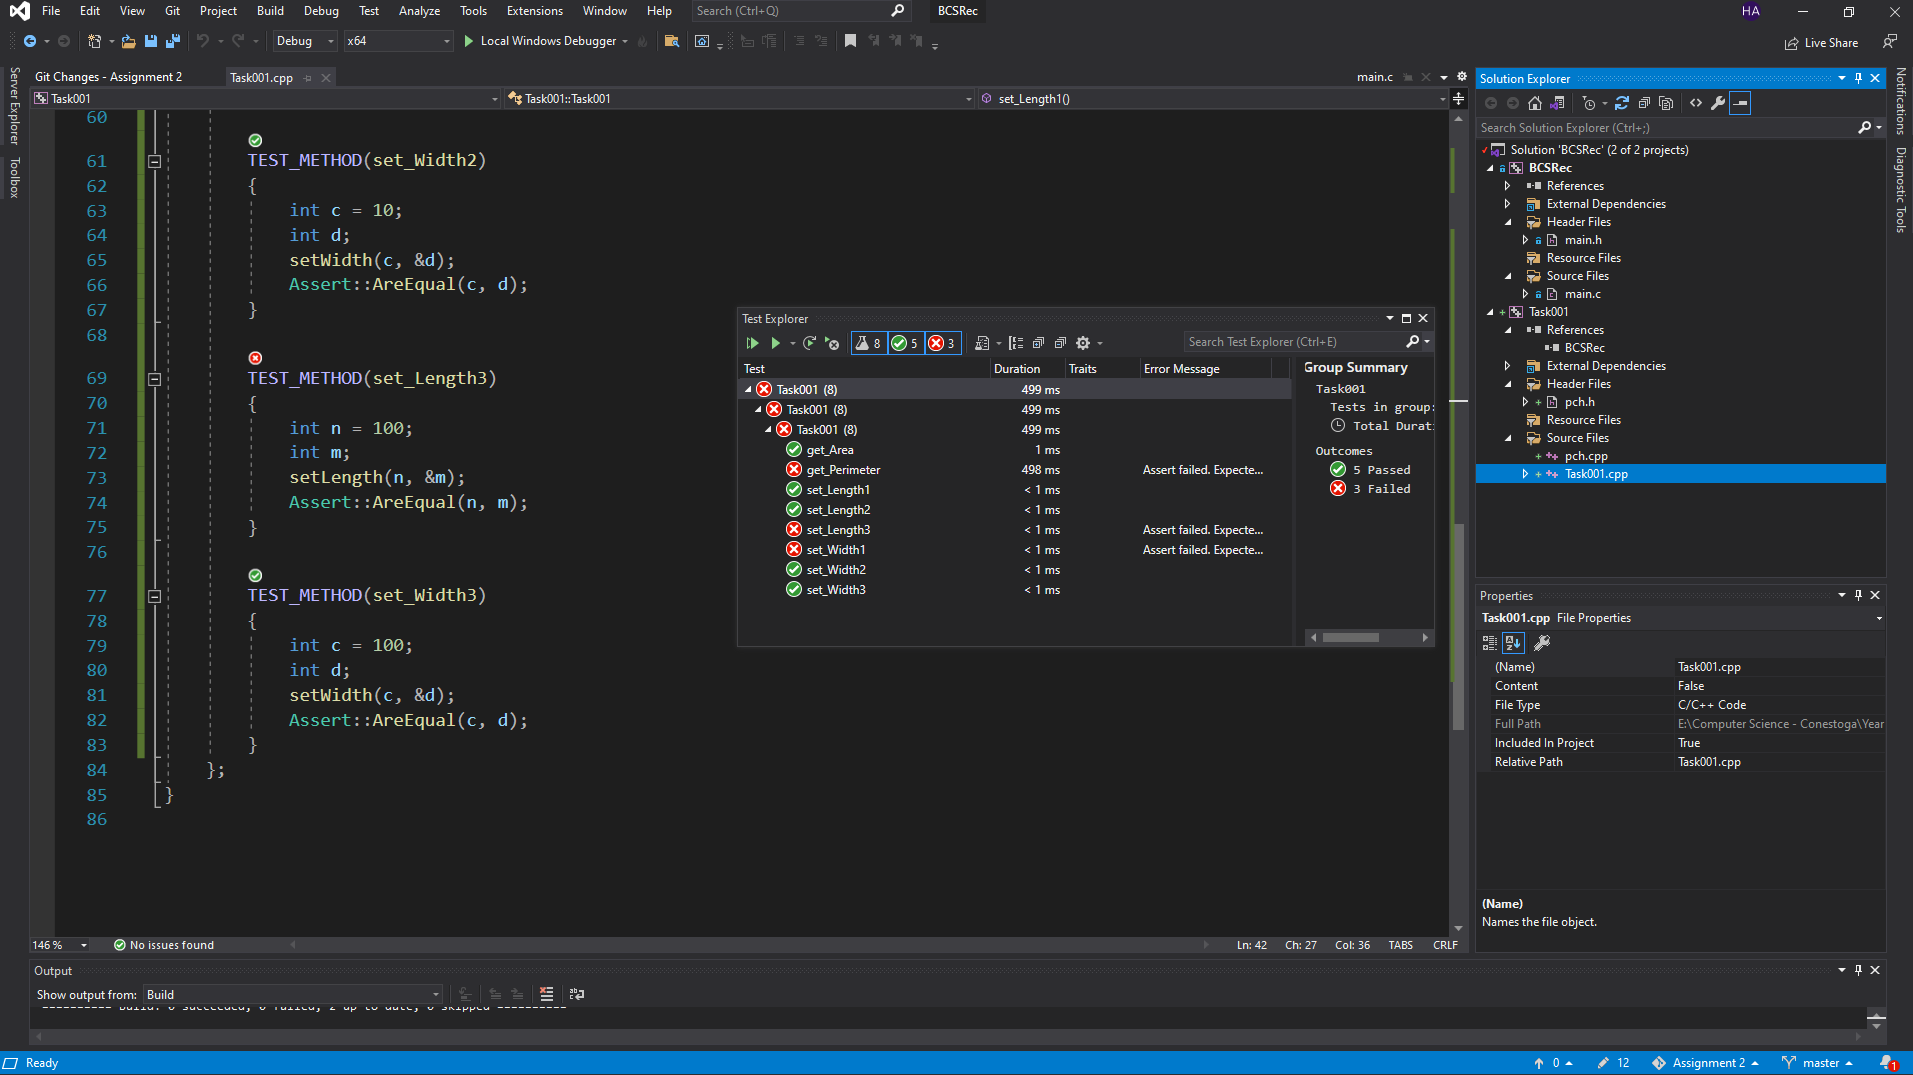 File Edit View Git Project Build Debug Test Analyze Tools Extensions Window Help Search (Ctrl+Q) BCSRec HA
Debug x64 Local Windows Debugger Live Share
Server Explorer
Toolbox
Git Changes - Assignment 2 Task001.cpp main.c
Task001 Task001::Task001 set_Length1()
60
61 TEST_METHOD(set_Width2)
62 {
63 int c = 10;
64 int d;
65 setWidth(c, &d);
66 Assert::AreEqual(c, d);
67 }
68
69 TEST_METHOD(set_Length3)
70 {
71 int n = 100;
72 int m;
73 setLength(n, &m);
74 Assert::AreEqual(n, m);
75 }
76
77 TEST_METHOD(set_Width3)
78 {
79 int c = 100;
80 int d;
81 setWidth(c, &d);
82 Assert::AreEqual(c, d);
83 }
84 };
85 }
86
Test Explorer
8 5 3 Search Test Explorer (Ctrl+E)
Test Duration Traits Error Message
Task001 (8) 499 ms
Task001 (8) 499 ms
Task001 (8) 499 ms
get_Area 1 ms
get_Perimeter 498 ms Assert failed. Expecte...
set_Length1 < 1 ms
set_Length2 < 1 ms
set_Length3 < 1 ms Assert failed. Expecte...
set_Width1 < 1 ms Assert failed. Expecte...
set_Width2 < 1 ms
set_Width3 < 1 ms
Group Summary
Task001
Tests in group:
Total Durati
Outcomes
5 Passed
3 Failed
146 % No issues found Ln: 42 Ch: 27 Col: 36 TABS CRLF
Solution Explorer
Search Solution Explorer (Ctrl+;)
Solution 'BCSRec' (2 of 2 projects)
BCSRec
References
External Dependencies
Header Files
main.h
Resource Files
Source Files
main.c
Task001
References
BCSRec
External Dependencies
Header Files
pch.h
Resource Files
Source Files
pch.cpp
Task001.cpp
Properties
Task001.cpp File Properties
(Name) Task001.cpp
Content False
File Type C/C++ Code
Full Path E:\Computer Science - Conestoga\Year
Included In Project True
Relative Path Task001.cpp
(Name)
Names the file object.
Notifications
Diagnostic Tools
Output
Show output from: Build
========== Build: 0 succeeded, 0 failed, 2 up-to-date, 0 skipped ==========
Ready 0 12 Assignment 2 master 1